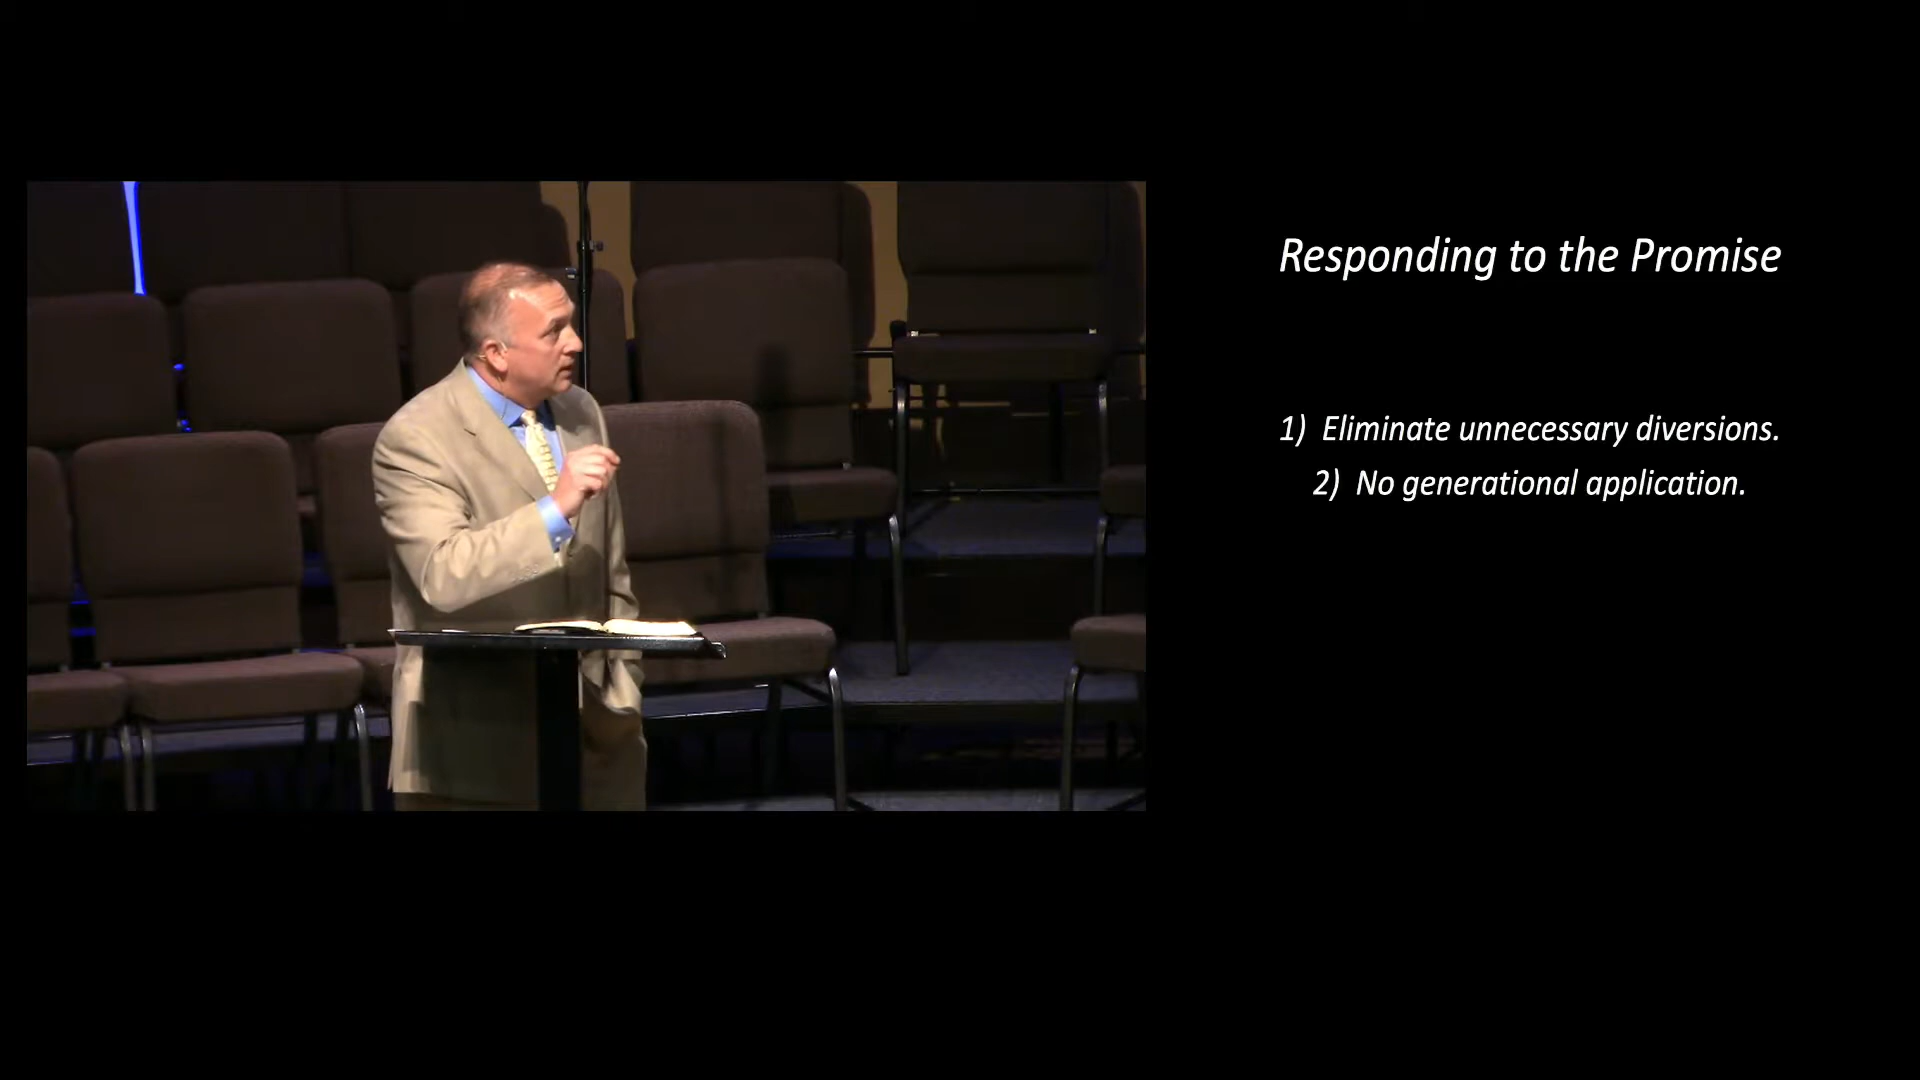 Responding to the Promise
1) Eliminate unnecessary diversions.
2) No generational application.